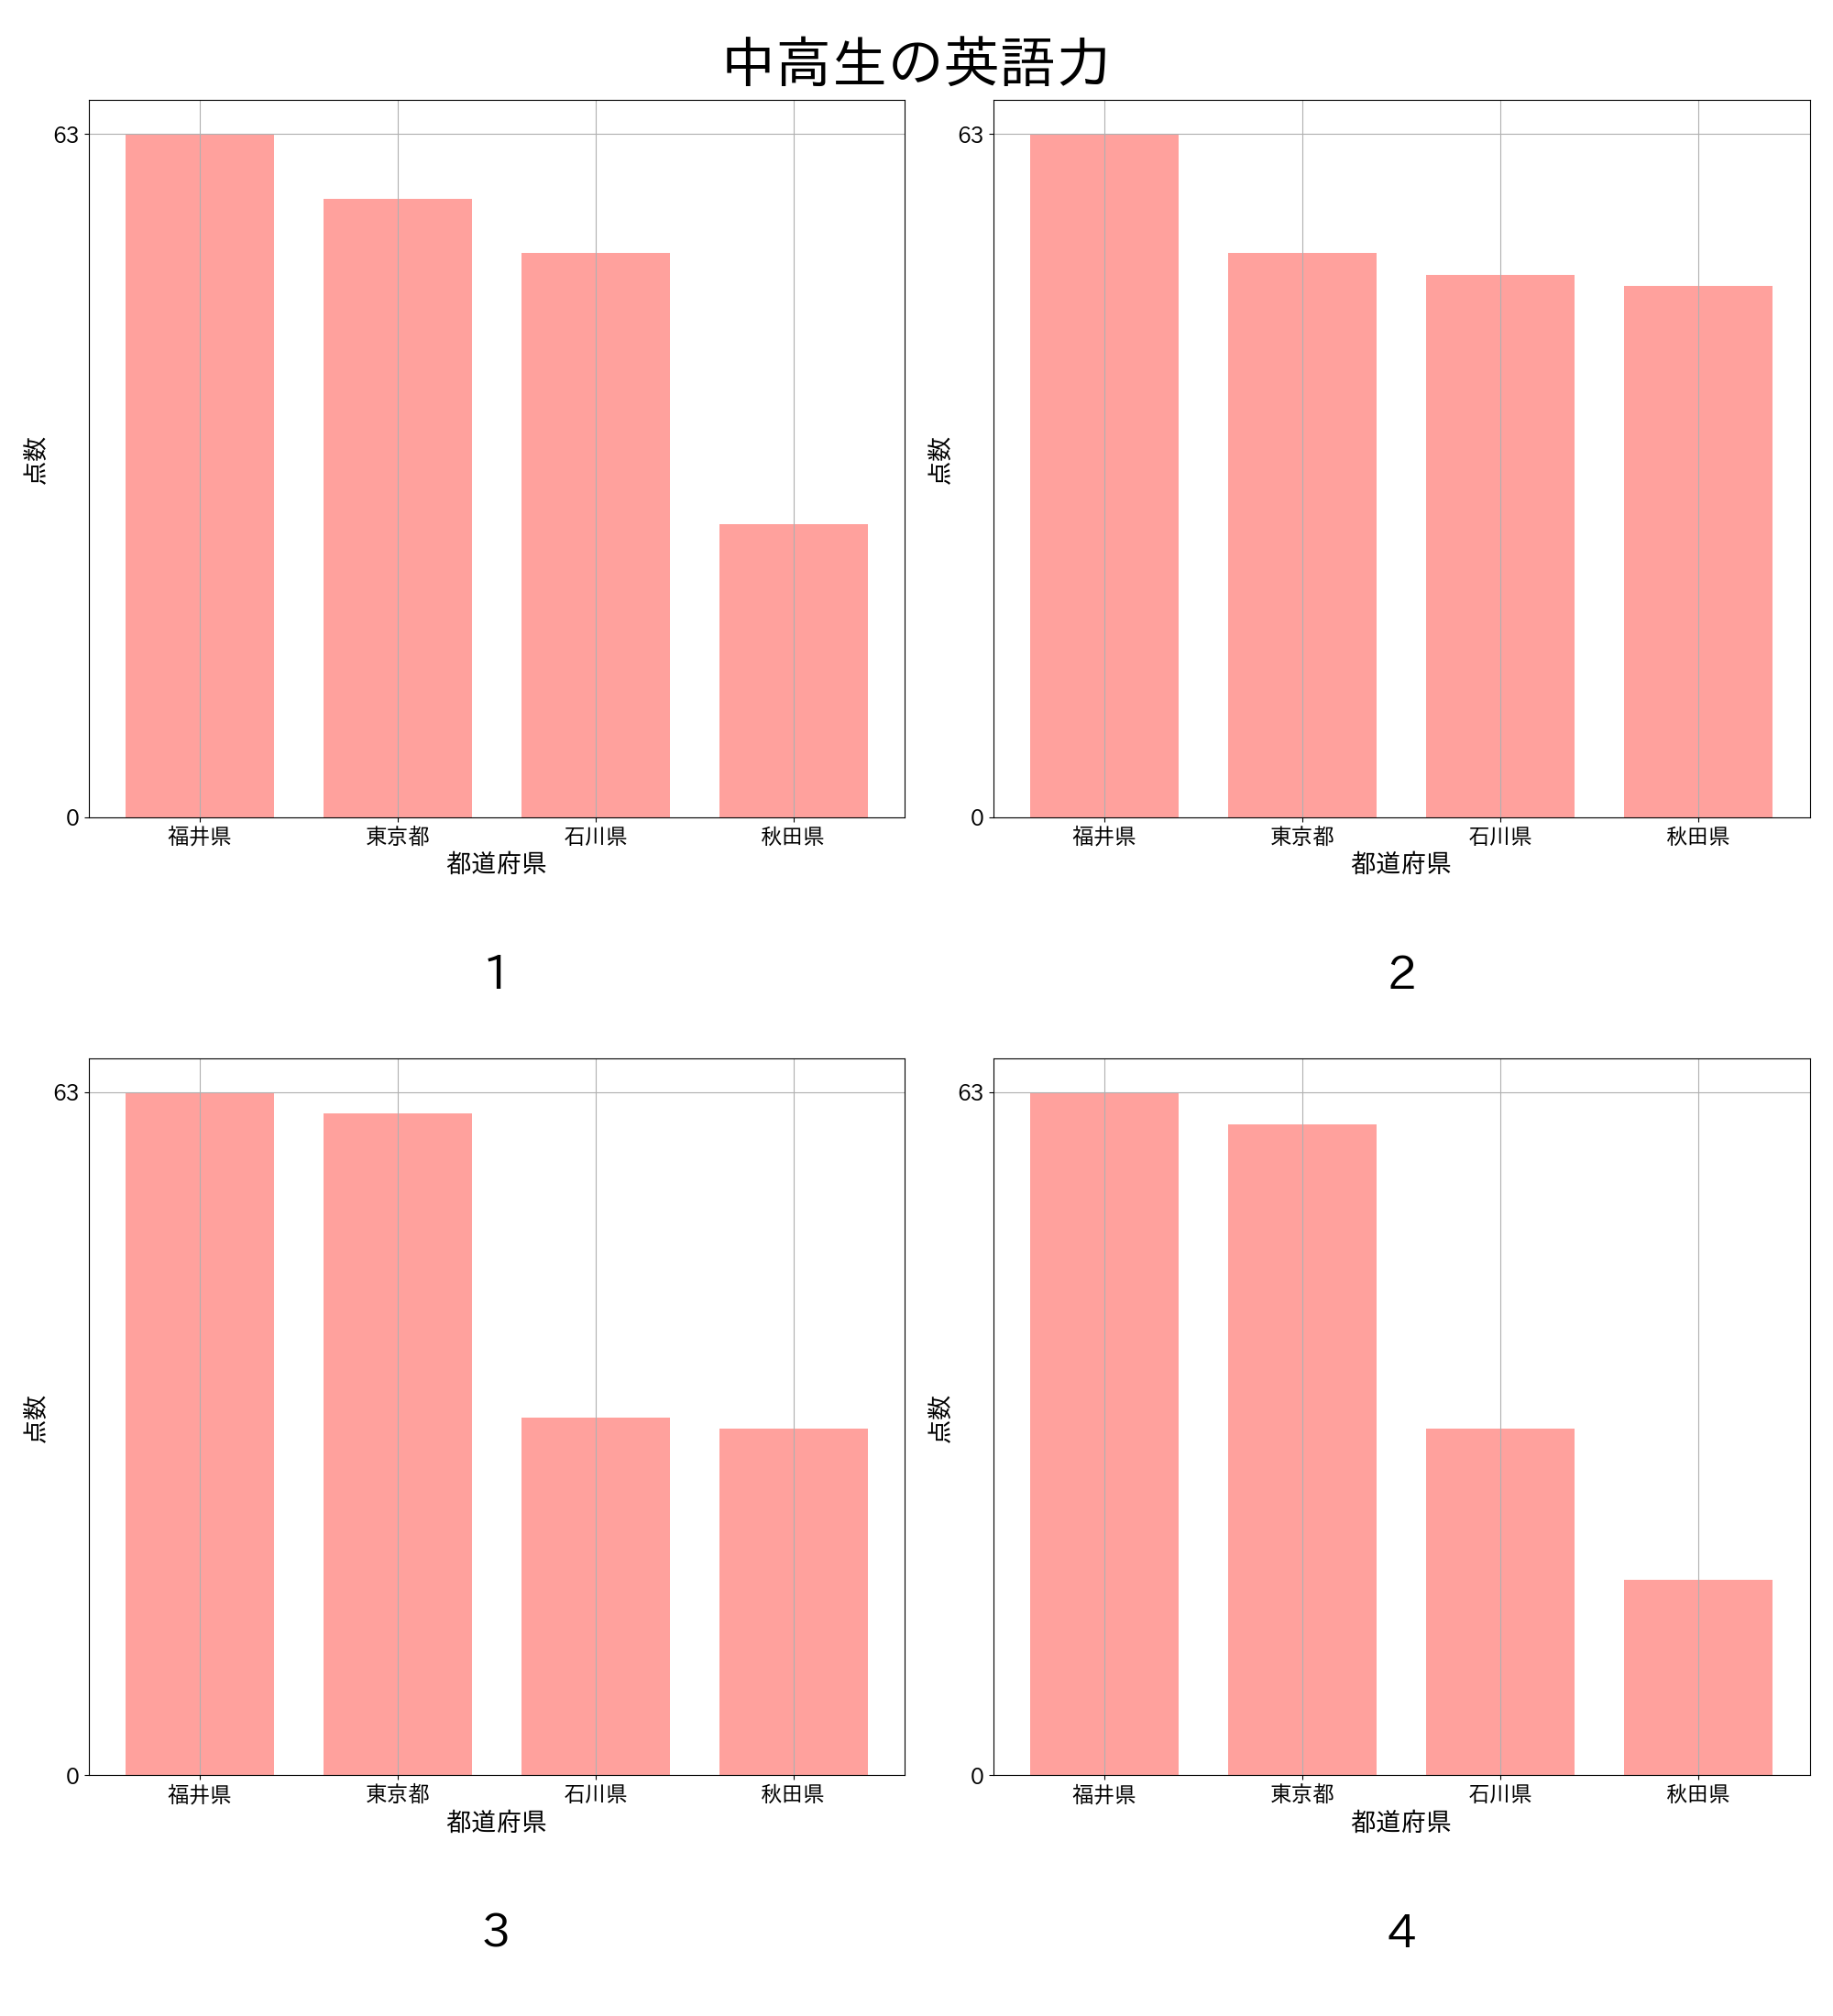 中高生の英語力
63
点数
0
福井県 東京都 石川県 秋田県
都道府県
1
63
点数
0
福井県 東京都 石川県 秋田県
都道府県
2
63
点数
0
福井県 東京都 石川県 秋田県
都道府県
3
63
点数
0
福井県 東京都 石川県 秋田県
都道府県
4